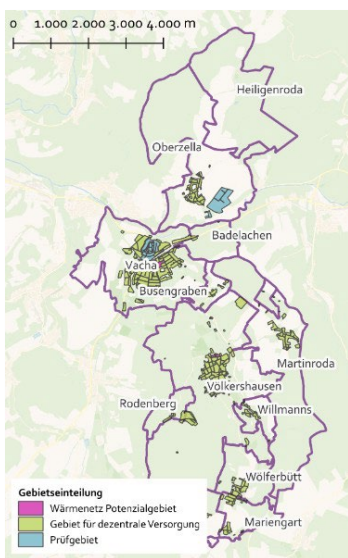 0 1.000 2.000 3.000 4.000 m
Heiligenroda
Oberzella
Badelachen
Vacha
Busengraben
Martinroda
Völkershausen
Rodenberg
Willmanns
Wölferbütt
Mariengart
Gebietseinteilung
Wärmenetz Potenzialgebiet
Gebiet für dezentrale Versorgung
Prüfgebiet